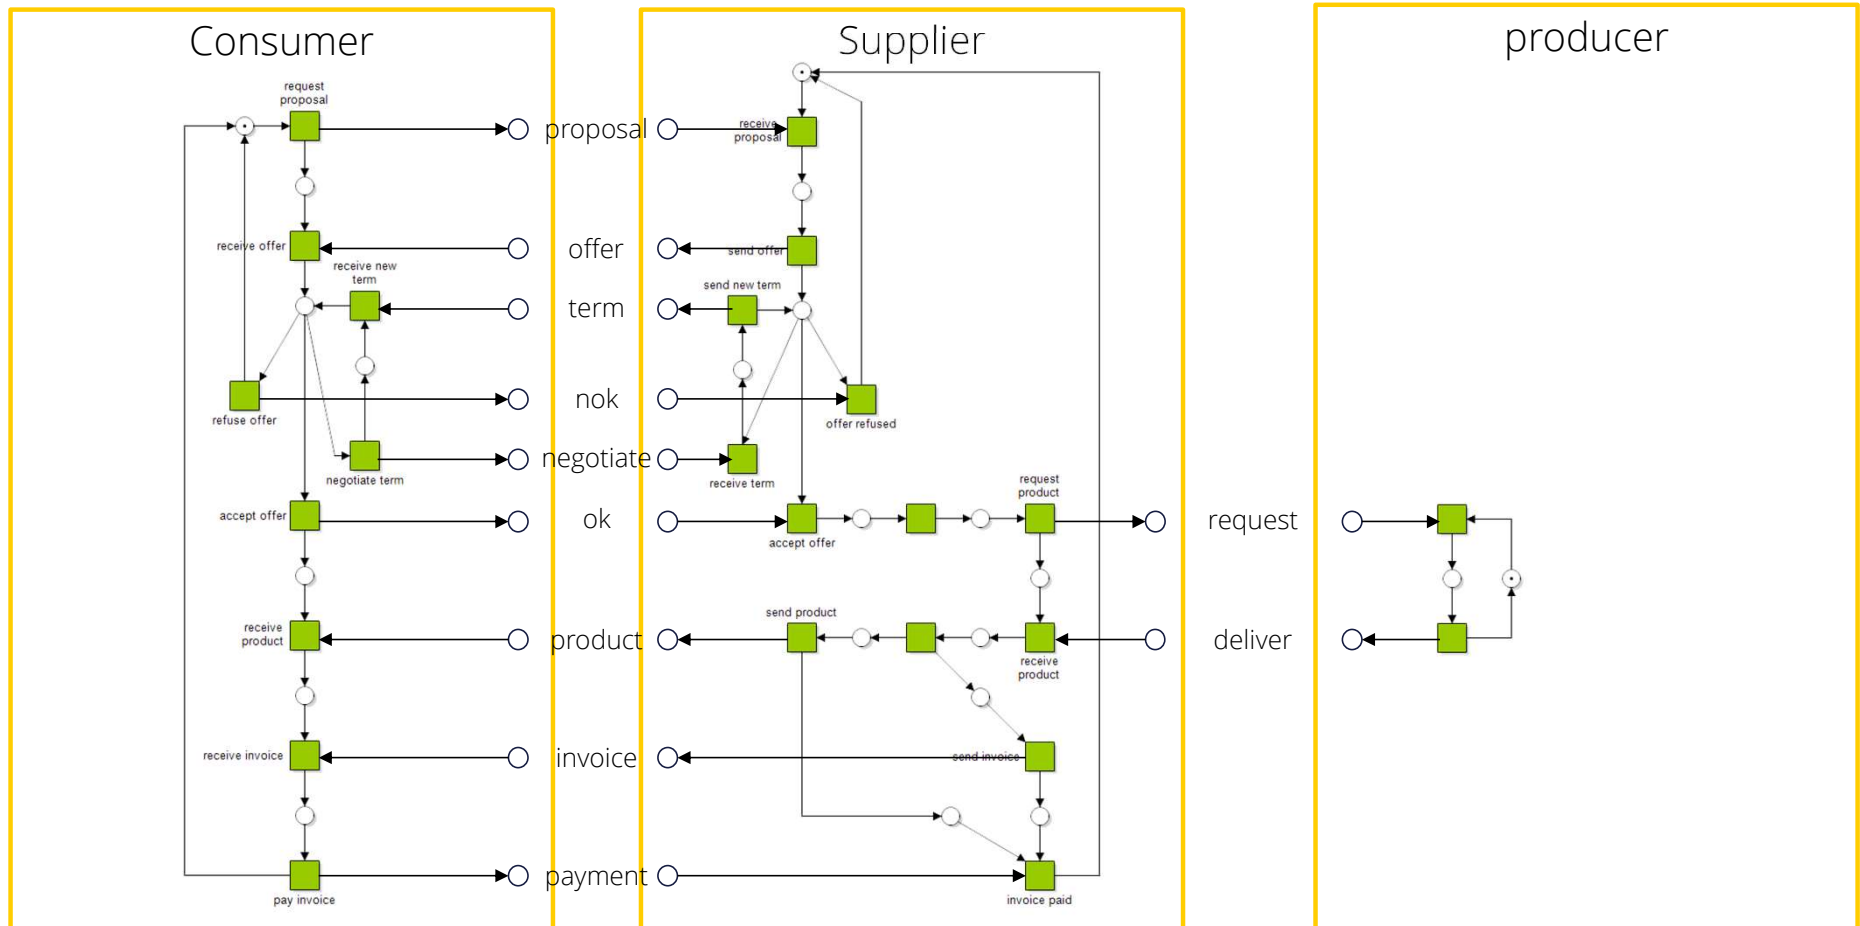 Consumer
Supplier
producer
request
proposal
proposal
receive
proposal
receive offer
offer
send offer
receive new
term
term
send new term
refuse offer
nok
offer refused
negotiate term
negotiate
receive term
accept offer
ok
accept offer
request
product
request
receive
product
product
send product
receive
product
deliver
receive invoice
invoice
send invoice
pay invoice
payment
invoice paid